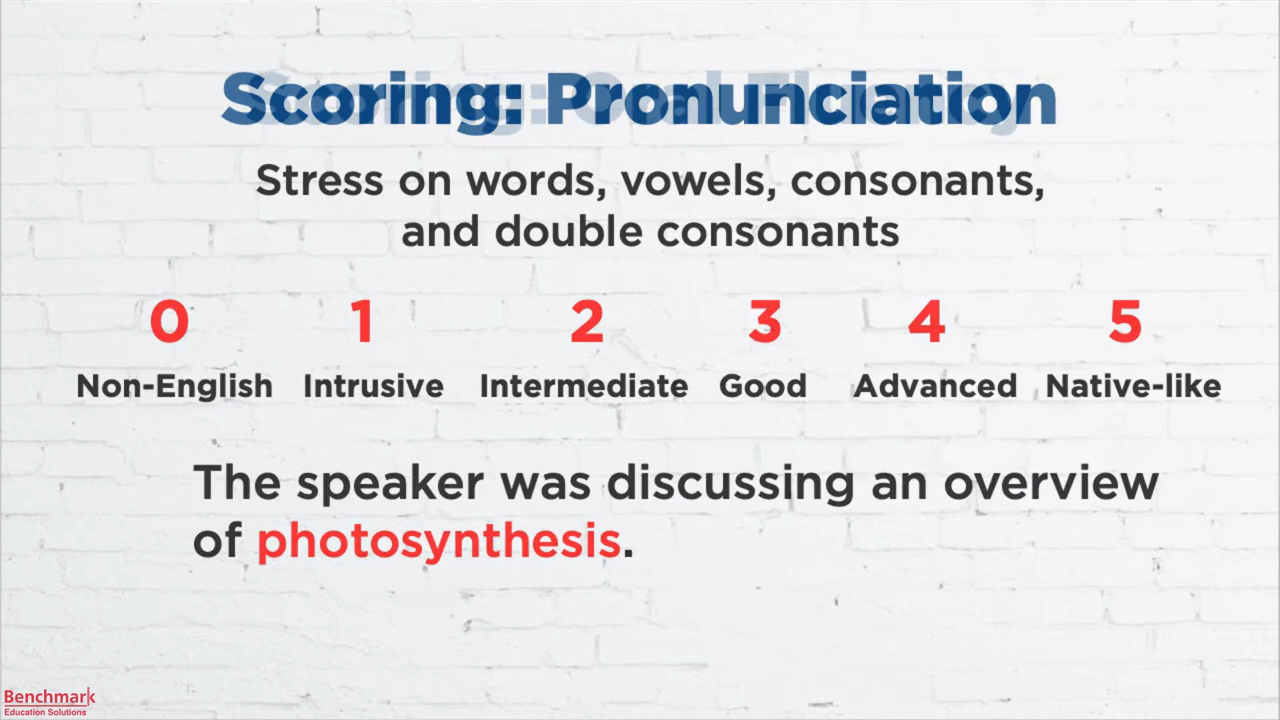 Scoring: Pronunciation
Stress on words, vowels, consonants,
and double consonants
0 1 2 3 4 5
Non-English Intrusive Intermediate Good Advanced Native-like
The speaker was discussing an overview
of photosynthesis.
Benchmark
Education Solutions